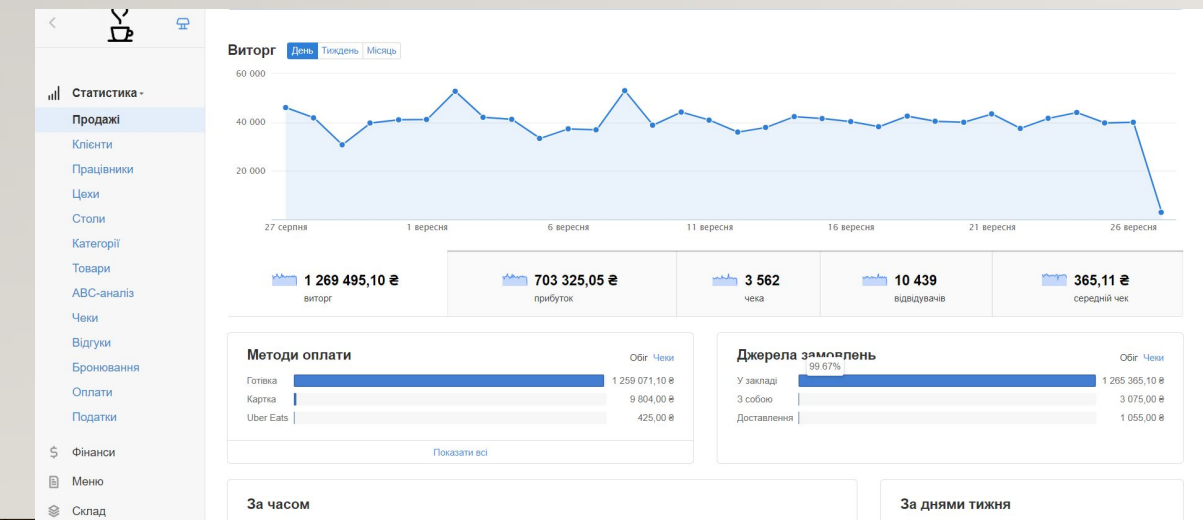 Виторг День Тиждень Місяць
60 000
40 000
20 000
27 серпня 1 вересня 6 вересня 11 вересня 16 вересня 21 вересня 26 вересня
Статистика
Продажі
Клієнти
Працівники
Цехи
Столи
Категорії
Товари
ABC-аналіз
Чеки
Відгуки
Бронювання
Оплати
Податки
Фінанси
Меню
Склад
1 269 495,10 ₴
виторг
703 325,05 ₴
прибуток
3 562
чека
10 439
відвідувачів
365,11 ₴
середній чек
Методи оплати Обіг Чеки
Готівка 1 259 071,10 ₴
Картка 9 804,00 ₴
Uber Eats 425,00 ₴
Показати всі
Джерела замовлень Обіг Чеки
99.67%
У закладі 1 265 365,10 ₴
З собою 3 075,00 ₴
Доставлення 1 055,00 ₴
За часом
За днями тижня